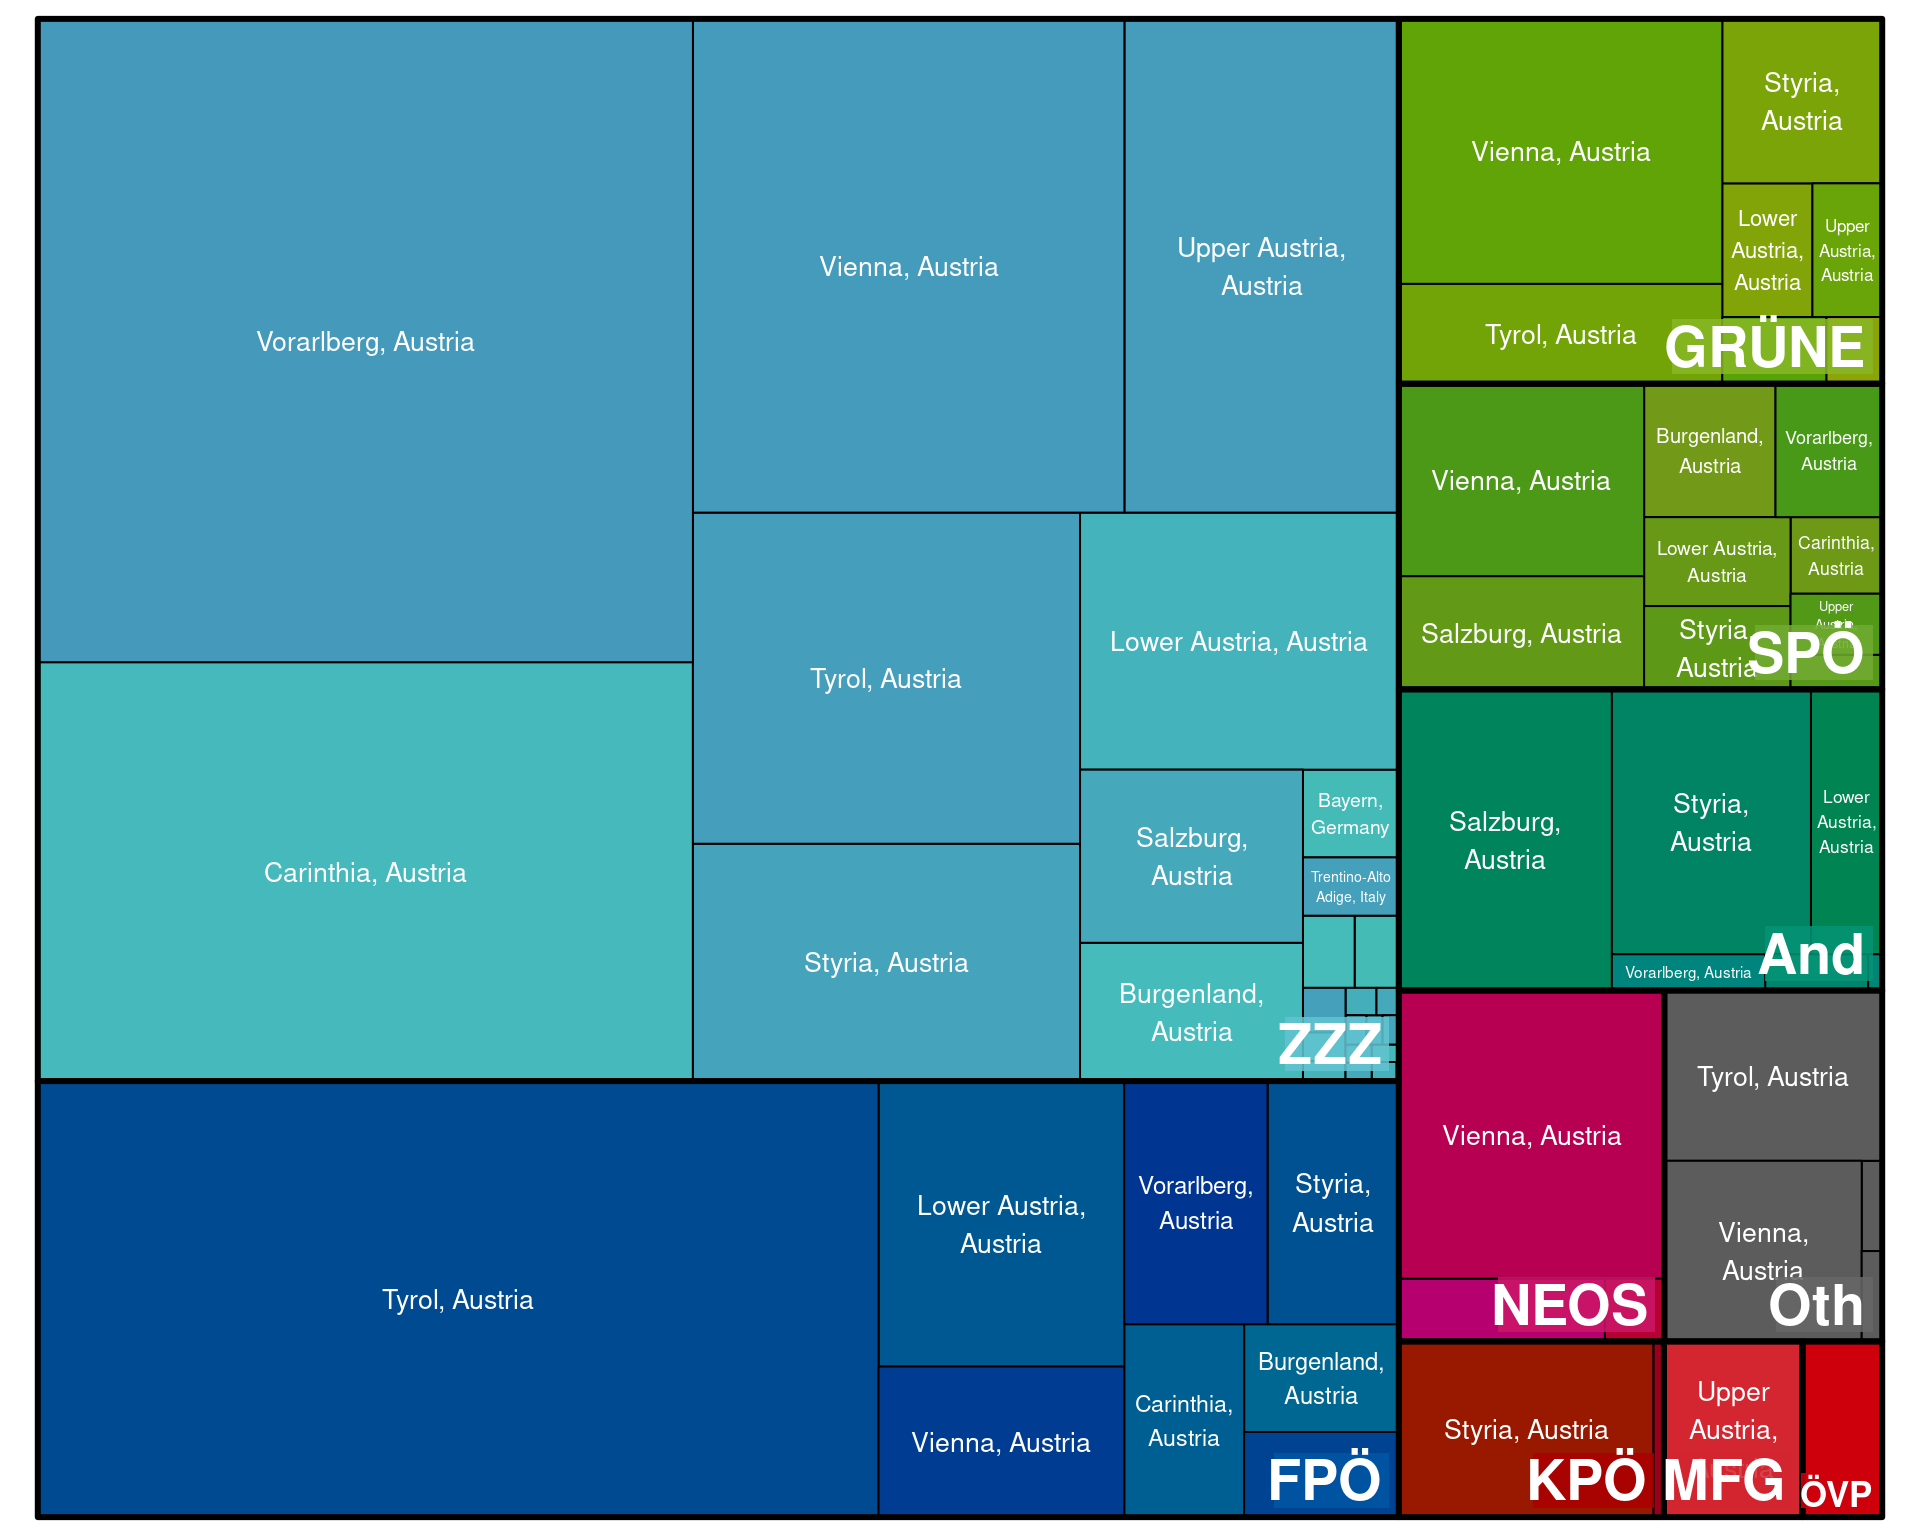 Vorarlberg, Austria
Vienna, Austria
Upper Austria,
Austria
Carinthia, Austria
Tyrol, Austria
Lower Austria, Austria
Styria, Austria
Salzburg,
Austria
Bayern,
Germany
Trentino-Alto
Adige, Italy
Burgenland,
Austria
ZZZ
Tyrol, Austria
Lower Austria,
Austria
Vienna, Austria
Vorarlberg,
Austria
Styria,
Austria
Carinthia,
Austria
Burgenland,
Austria
FPÖ
Vienna, Austria
Styria,
Austria
Lower
Austria,
Austria
Upper
Austria,
Austria
Tyrol, Austria
GRÜNE
Vienna, Austria
Burgenland,
Austria
Vorarlberg,
Austria
Lower Austria,
Austria
Carinthia,
Austria
Salzburg, Austria
Styria,
Austria
Upper
Austria,
SPÖ
Salzburg,
Austria
Styria,
Austria
Lower
Austria,
Austria
Vorarlberg, Austria
And
Vienna, Austria
NEOS
Tyrol, Austria
Vienna,
Austria
Oth
Styria, Austria
KPÖ
Upper
Austria,
MFG
ÖVP